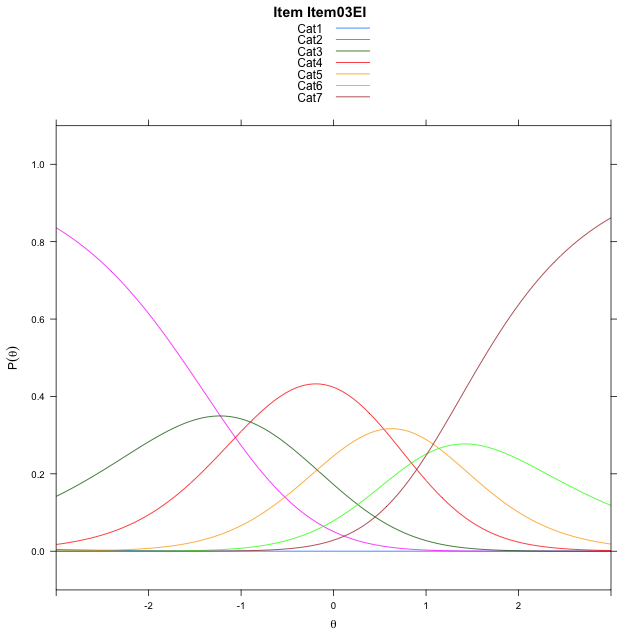 Item Item03EI
Cat1
Cat2
Cat3
Cat4
Cat5
Cat6
Cat7
1.0
0.8
0.6
0.4
0.2
0.0
P(θ)
-2 -1 0 1 2
θ